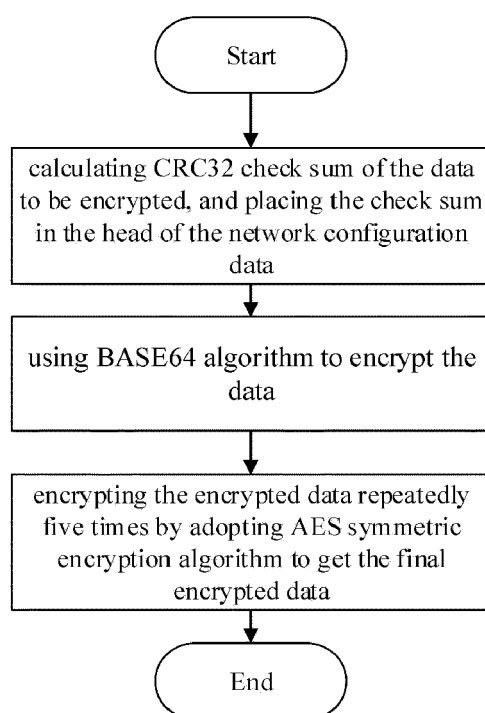 Start
calculating CRC32 check sum of the data
to be encrypted, and placing the check sum
in the head of the network configuration
data
using BASE64 algorithm to encrypt the
data
encrypting the encrypted data repeatedly
five times by adopting AES symmetric
encryption algorithm to get the final
encrypted data
End